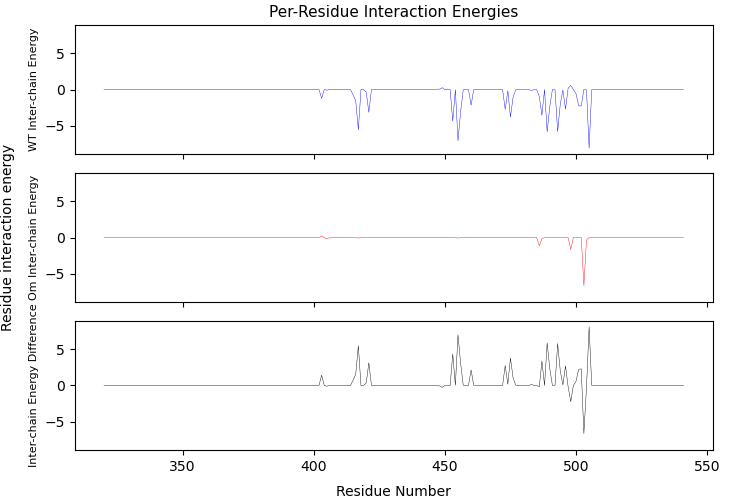 Per-Residue Interaction Energies
Residue interaction energy
WT Inter-chain Energy
5
0
−5
Om Inter-chain Energy
5
0
−5
Inter-chain Energy Difference
5
0
−5
350
400
450
500
550
Residue Number